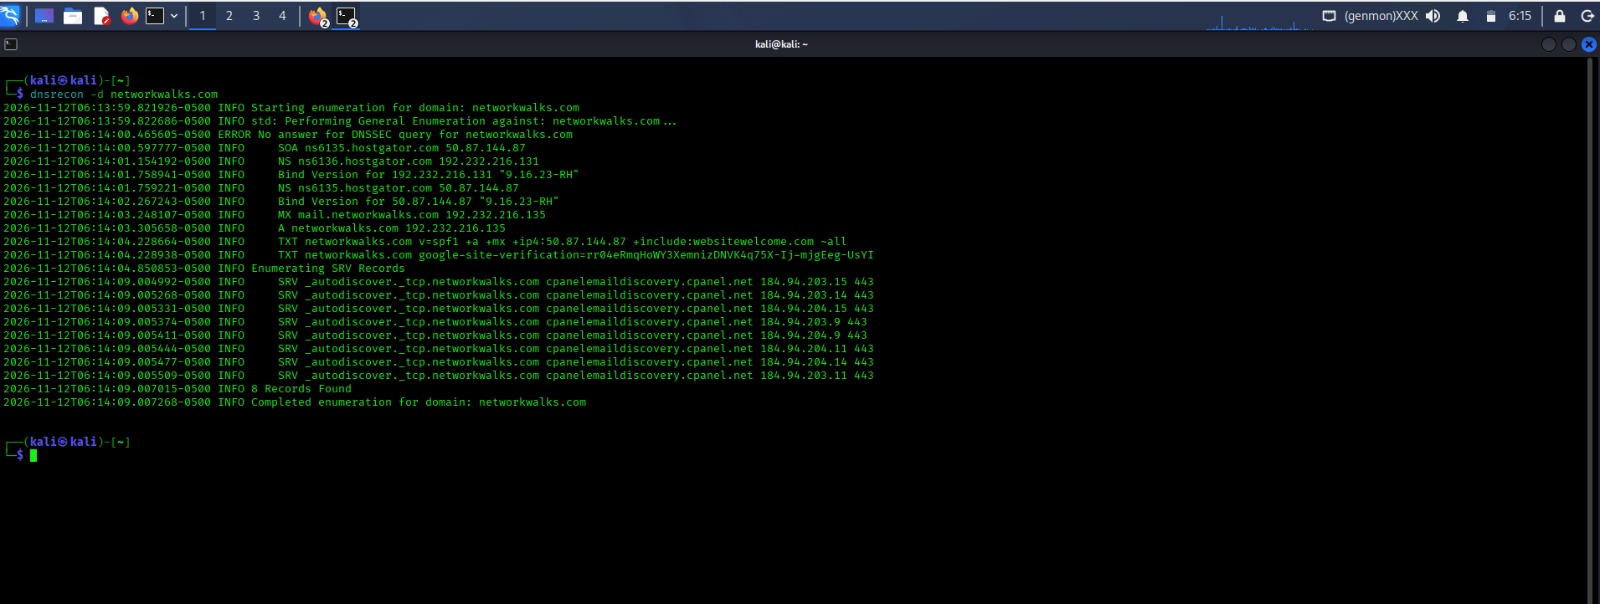 1 2 3 4 (genmon)XXX 6:15
kali@kali: ~
(kali㉿kali)-[~]
$ dnsrecon -d networkwalks.com
2026-11-12T06:13:59.821926-0500 INFO Starting enumeration for domain: networkwalks.com
2026-11-12T06:13:59.822686-0500 INFO std: Performing General Enumeration against: networkwalks.com...
2026-11-12T06:14:00.465605-0500 ERROR No answer for DNSSEC query for networkwalks.com
2026-11-12T06:14:00.597777-0500 INFO SOA ns6135.hostgator.com 50.87.144.87
2026-11-12T06:14:01.154192-0500 INFO NS ns6136.hostgator.com 192.232.216.131
2026-11-12T06:14:01.758941-0500 INFO Bind Version for 192.232.216.131 "9.16.23-RH"
2026-11-12T06:14:01.759221-0500 INFO NS ns6135.hostgator.com 50.87.144.87
2026-11-12T06:14:02.267243-0500 INFO Bind Version for 50.87.144.87 "9.16.23-RH"
2026-11-12T06:14:03.248107-0500 INFO MX mail.networkwalks.com 192.232.216.135
2026-11-12T06:14:03.305658-0500 INFO A networkwalks.com 192.232.216.135
2026-11-12T06:14:04.228664-0500 INFO TXT networkwalks.com v=spf1 +a +mx +ip4:50.87.144.87 +include:websitewelcome.com ~all
2026-11-12T06:14:04.228938-0500 INFO TXT networkwalks.com google-site-verification=rr04eRmqHoWY3XemnizDNVK4q75X-Ij-mjgEeg-UsYI
2026-11-12T06:14:04.850853-0500 INFO Enumerating SRV Records
2026-11-12T06:14:09.004992-0500 INFO SRV _autodiscover._tcp.networkwalks.com cpanelemaildiscovery.cpanel.net 184.94.203.15 443
2026-11-12T06:14:09.005268-0500 INFO SRV _autodiscover._tcp.networkwalks.com cpanelemaildiscovery.cpanel.net 184.94.203.14 443
2026-11-12T06:14:09.005331-0500 INFO SRV _autodiscover._tcp.networkwalks.com cpanelemaildiscovery.cpanel.net 184.94.204.15 443
2026-11-12T06:14:09.005374-0500 INFO SRV _autodiscover._tcp.networkwalks.com cpanelemaildiscovery.cpanel.net 184.94.203.9 443
2026-11-12T06:14:09.005411-0500 INFO SRV _autodiscover._tcp.networkwalks.com cpanelemaildiscovery.cpanel.net 184.94.204.9 443
2026-11-12T06:14:09.005444-0500 INFO SRV _autodiscover._tcp.networkwalks.com cpanelemaildiscovery.cpanel.net 184.94.204.11 443
2026-11-12T06:14:09.005477-0500 INFO SRV _autodiscover._tcp.networkwalks.com cpanelemaildiscovery.cpanel.net 184.94.204.14 443
2026-11-12T06:14:09.005509-0500 INFO SRV _autodiscover._tcp.networkwalks.com cpanelemaildiscovery.cpanel.net 184.94.203.11 443
2026-11-12T06:14:09.007015-0500 INFO 8 Records Found
2026-11-12T06:14:09.007268-0500 INFO Completed enumeration for domain: networkwalks.com
(kali㉿kali)-[~]
$